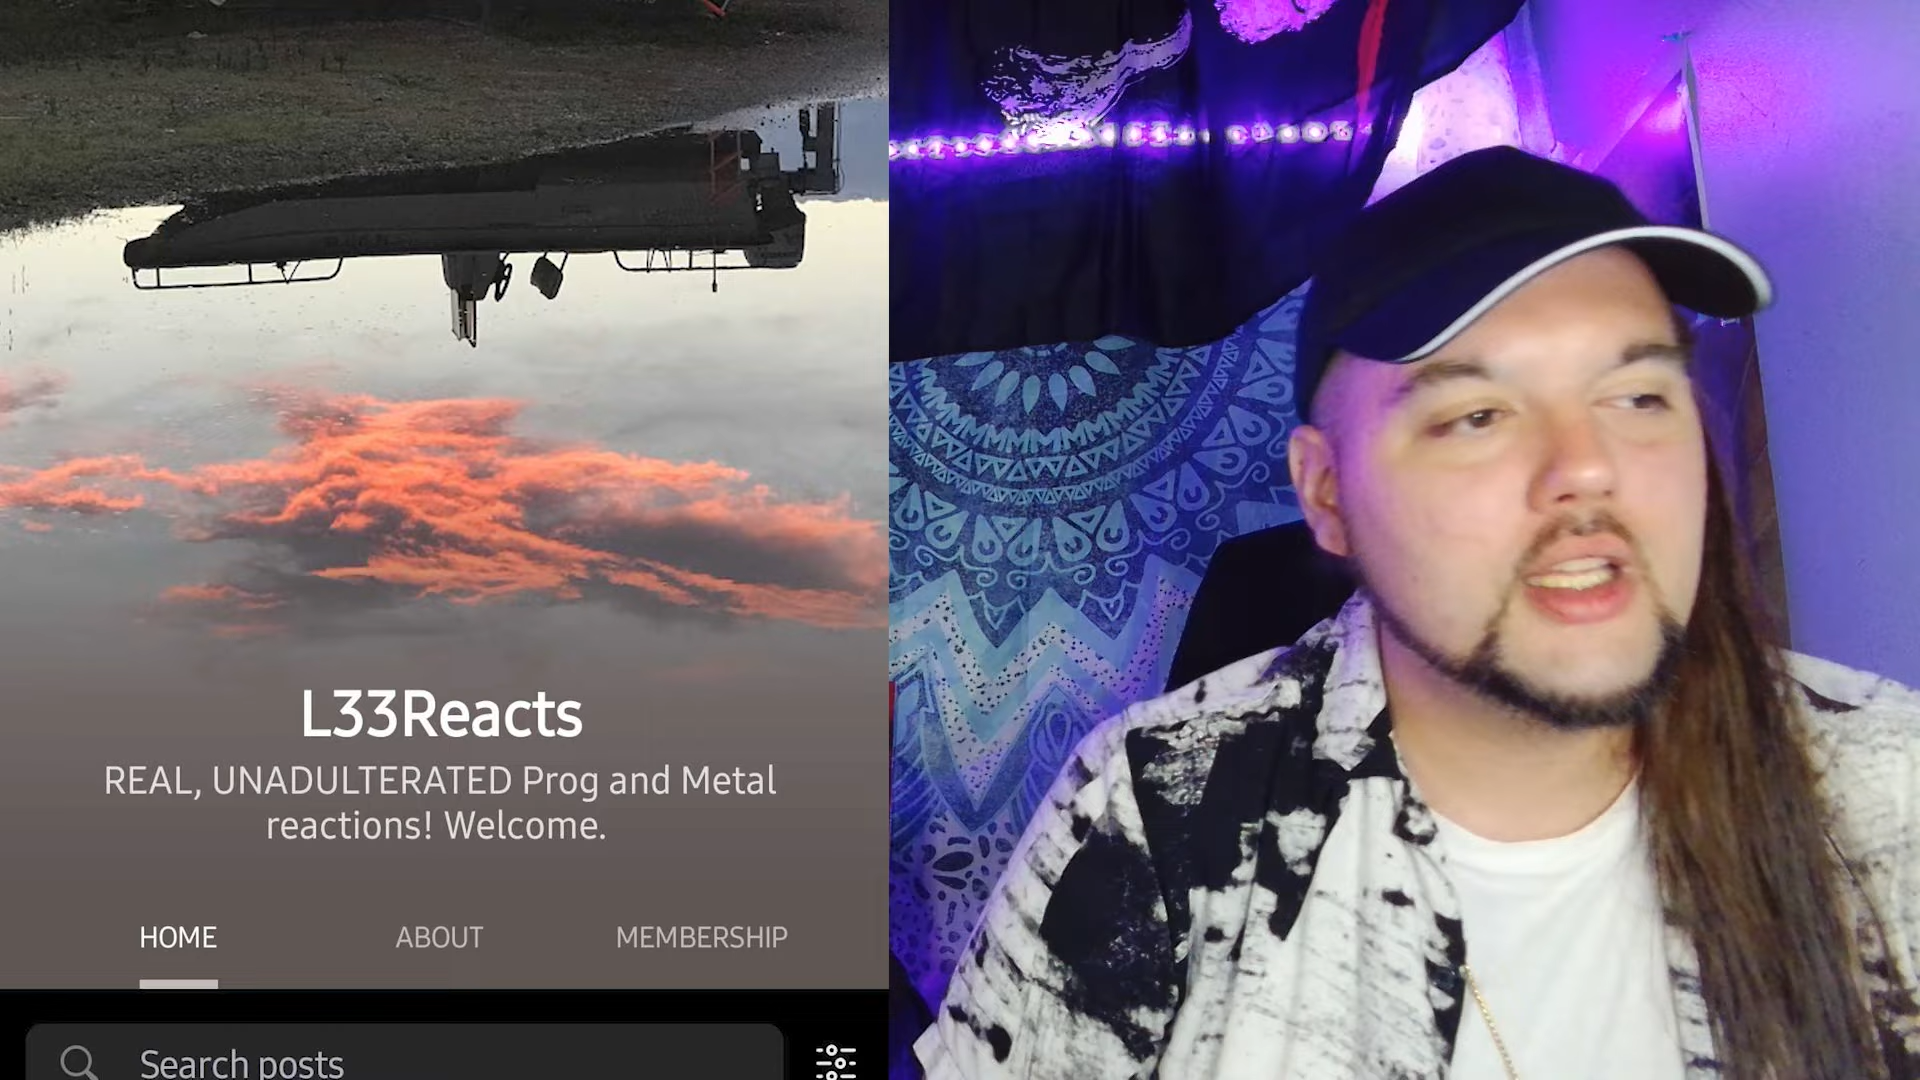 L33Reacts
REAL, UNADULTERATED Prog and Metal
reactions! Welcome.
HOME ABOUT MEMBERSHIP
Search posts